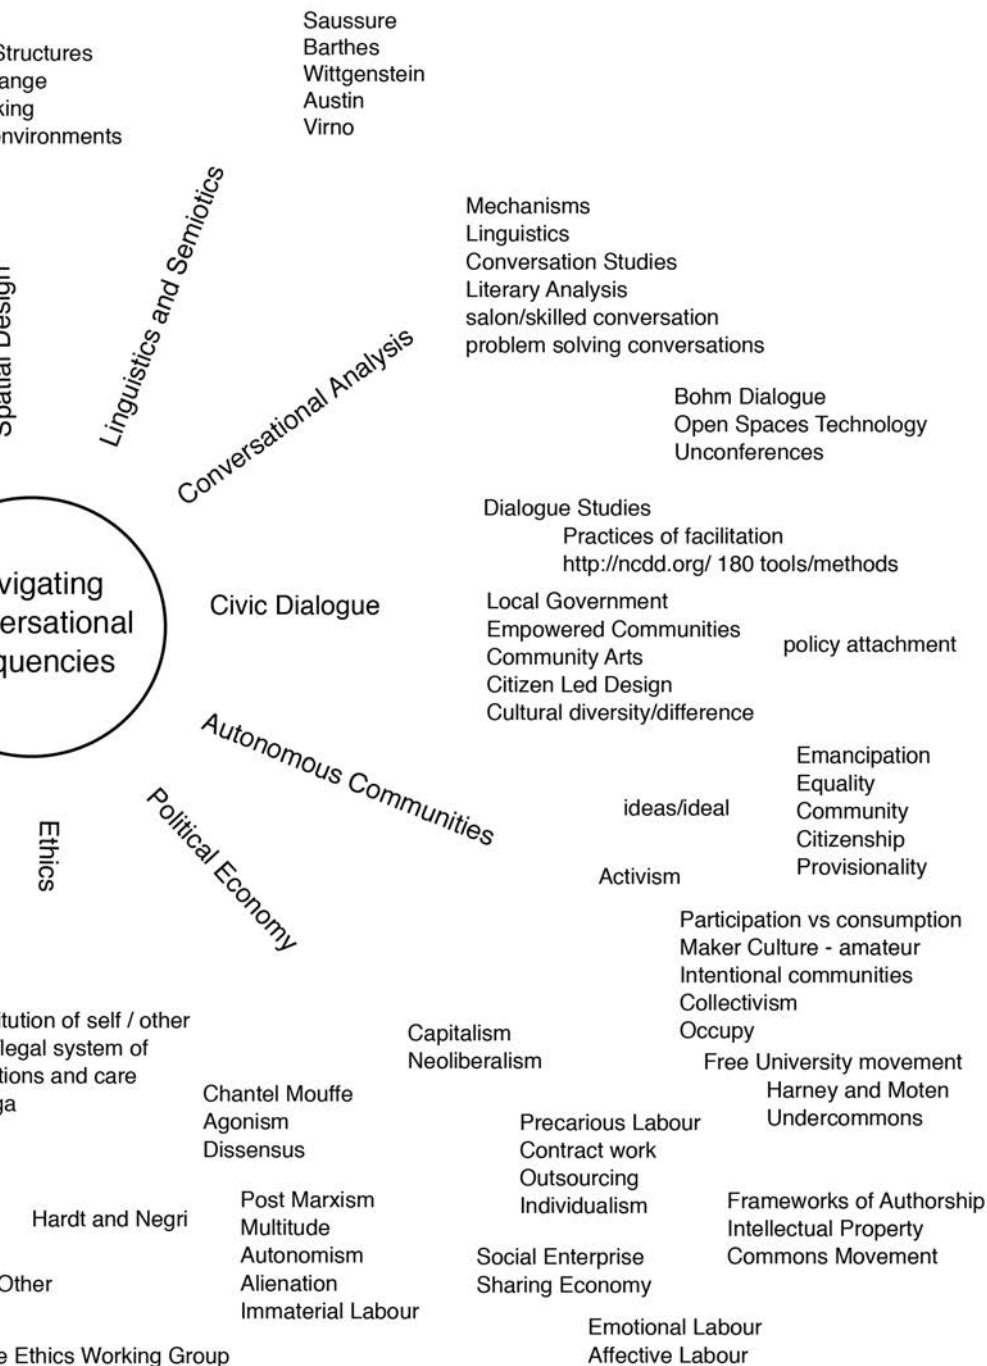 Structures
ange
king
environments
Saussure
Barthes
Wittgenstein
Austin
Virno
Spatial Design
Linguistics and Semiotics
Mechanisms
Linguistics
Conversation Studies
Literary Analysis
salon/skilled conversation
problem solving conversations
Conversational Analysis
Bohm Dialogue
Open Spaces Technology
Unconferences
Dialogue Studies
Practices of facilitation
http://ncdd.org/ 180 tools/methods
vigating
ersational
quencies
Civic Dialogue
Local Government
Empowered Communities
Community Arts
Citizen Led Design
Cultural diversity/difference
policy attachment
Autonomous Communities
ideas/ideal
Emancipation
Equality
Community
Citizenship
Provisionality
Activism
Political Economy
Ethics
Participation vs consumption
Maker Culture - amateur
Intentional communities
Collectivism
Occupy
Free University movement
Harney and Moten
Undercommons
itution of self / other
legal system of
tions and care
ga
Capitalism
Neoliberalism
Chantel Mouffe
Agonism
Dissensus
Precarious Labour
Contract work
Outsourcing
Individualism
Hardt and Negri
Post Marxism
Multitude
Autonomism
Alienation
Immaterial Labour
Frameworks of Authorship
Intellectual Property
Commons Movement
Social Enterprise
Sharing Economy
Other
Emotional Labour
Affective Labour
e Ethics Working Group